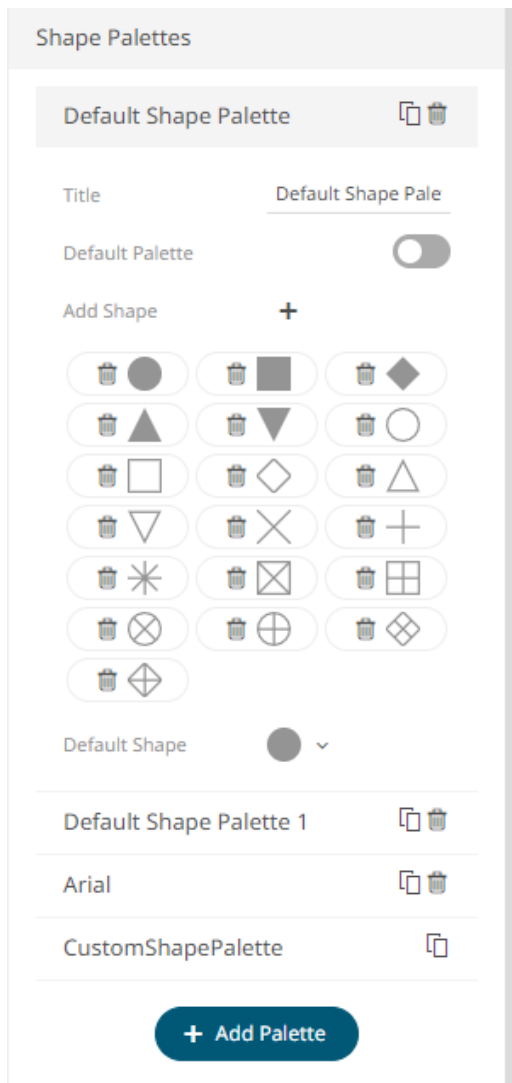 Shape Palettes
Default Shape Palette
Title Default Shape Pale
Default Palette
Add Shape +
Default Shape
Default Shape Palette 1
Arial
CustomShapePalette
+ Add Palette